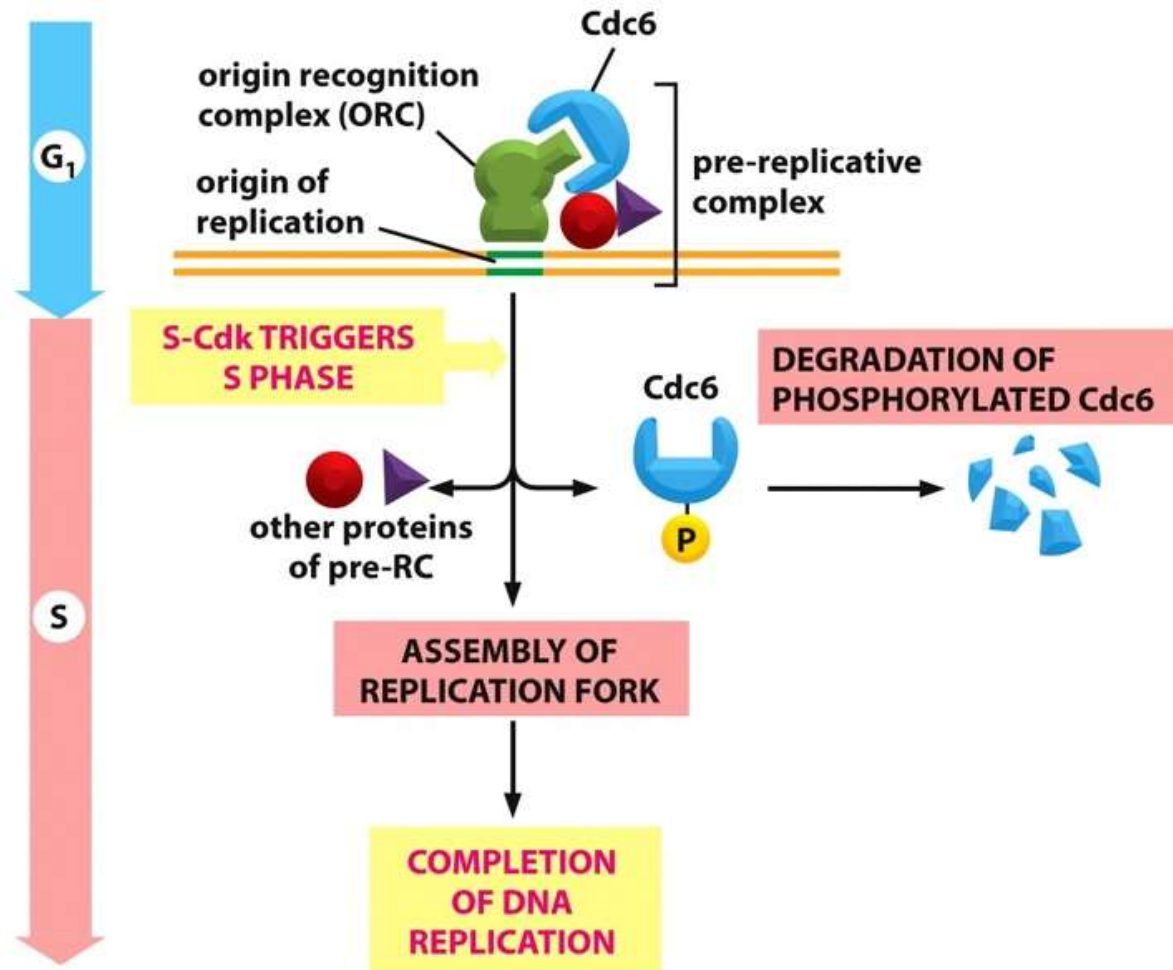 Cdc6
origin recognition
complex (ORC)
G₁
pre-replicative
complex
origin of
replication
S-Cdk TRIGGERS
S PHASE
DEGRADATION OF
PHOSPHORYLATED Cdc6
Cdc6
P
other proteins
of pre-RC
S
ASSEMBLY OF
REPLICATION FORK
COMPLETION
OF DNA
REPLICATION